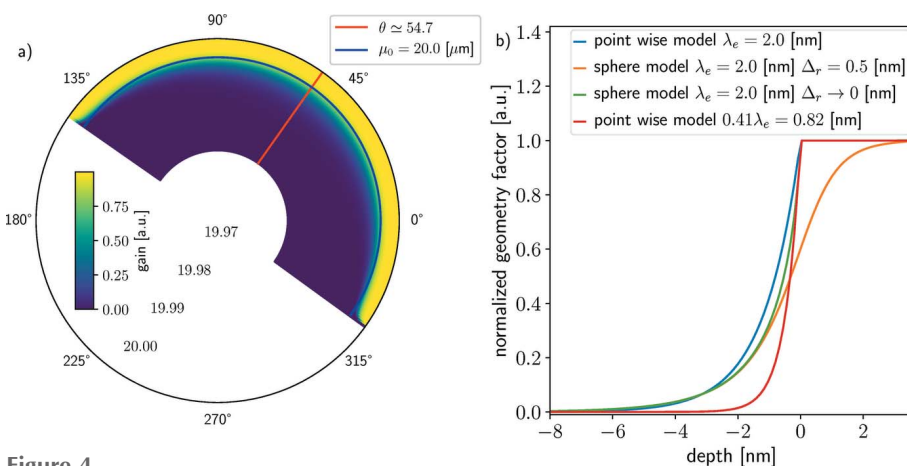 a)
90°
θ ≃ 54.7
μ₀ = 20.0 [μm]
135°
45°
180°
0°
0.75
0.50
0.25
0.00
gain [a.u.]
19.97
19.98
19.99
20.00
225°
315°
270°
b)
point wise model λₑ = 2.0 [nm]
sphere model λₑ = 2.0 [nm] Δᵣ = 0.5 [nm]
sphere model λₑ = 2.0 [nm] Δᵣ → 0 [nm]
point wise model 0.41λₑ = 0.82 [nm]
normalized geometry factor [a.u.]
1.4
1.2
1.0
0.8
0.6
0.4
0.2
0.0
−8 −6 −4 −2 0 2
depth [nm]
Figure 4